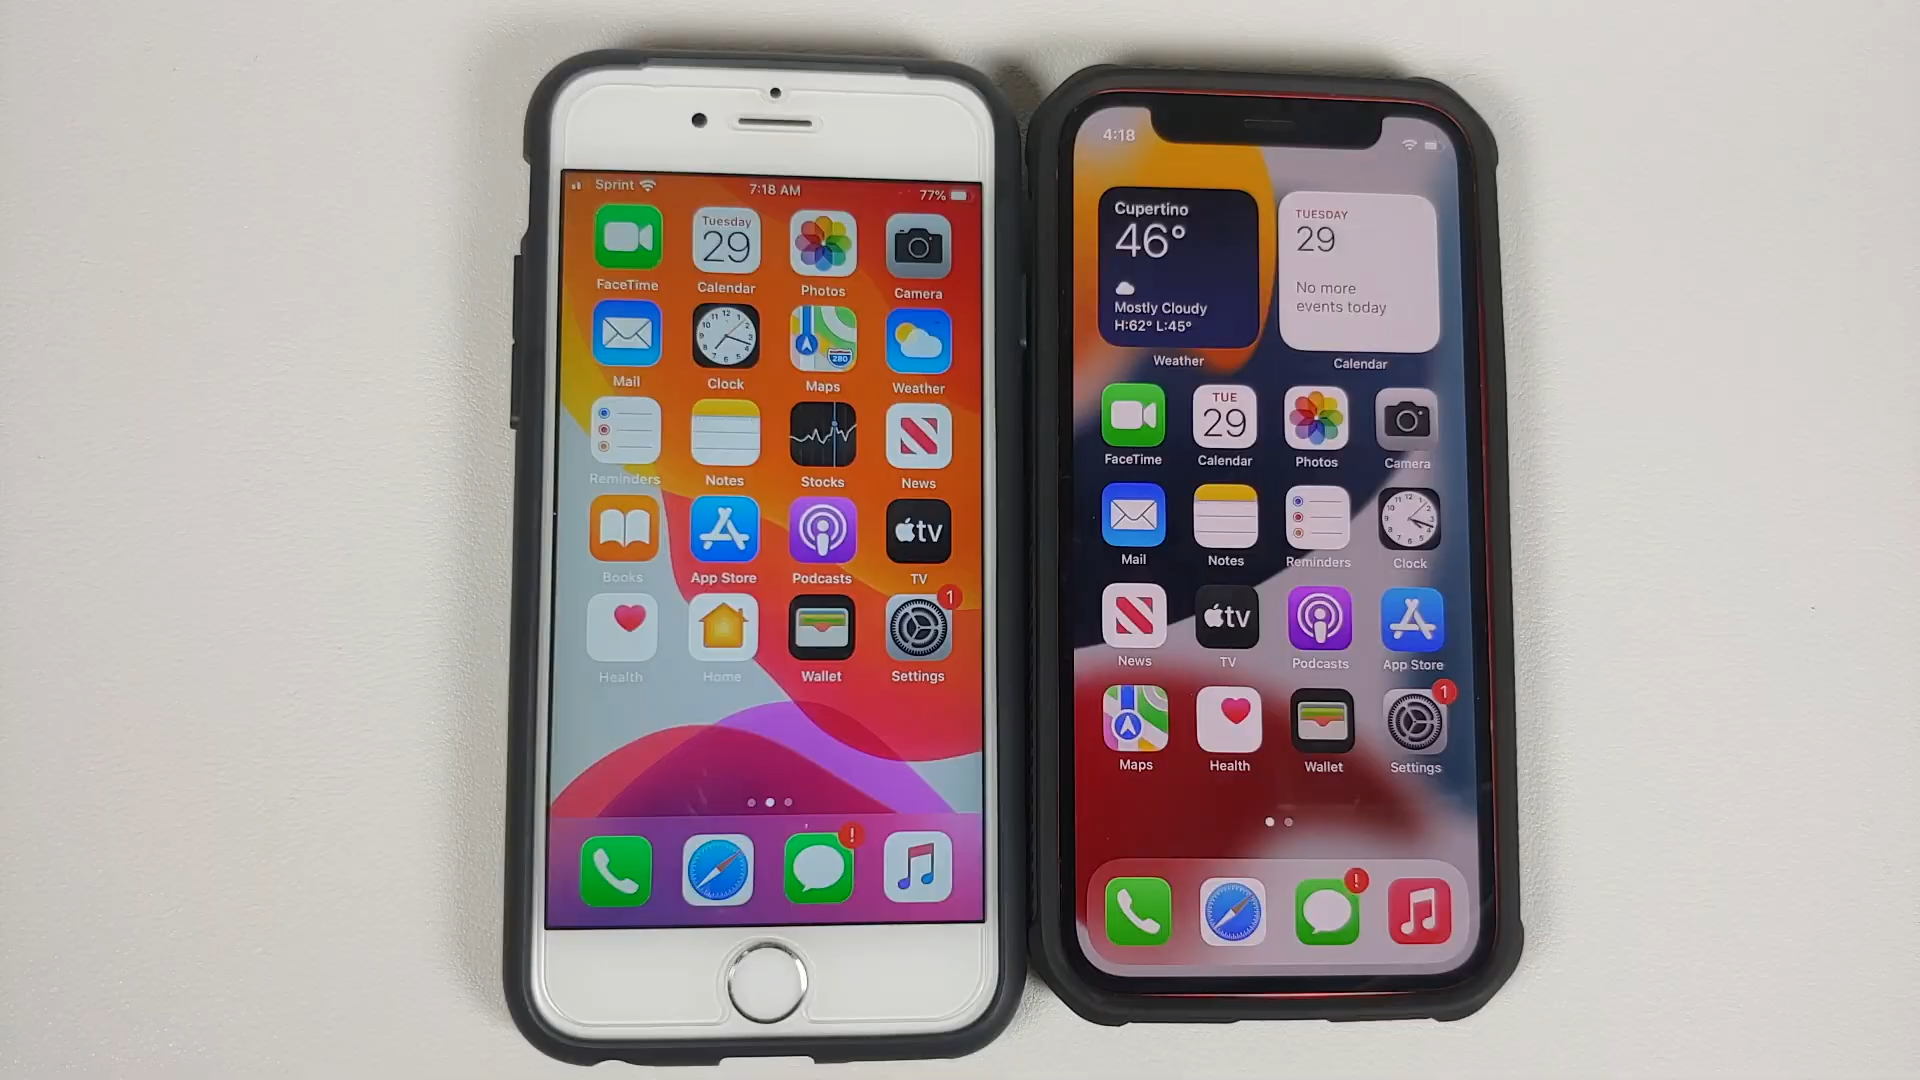 Sprint 7:18 AM 77%
Tuesday
29
FaceTime Calendar Photos Camera
280
Mail Clock Maps Weather
Reminders Notes Stocks News
tv
Books App Store Podcasts TV
1
Health Home Wallet Settings
!
4:18
Cupertino
46°
Mostly Cloudy
H:62° L:45°
Weather
TUESDAY
29
No more
events today
Calendar
TUE
29
FaceTime Calendar Photos Camera
Mail Notes Reminders Clock
tv
News TV Podcasts App Store
1
Maps Health Wallet Settings
!